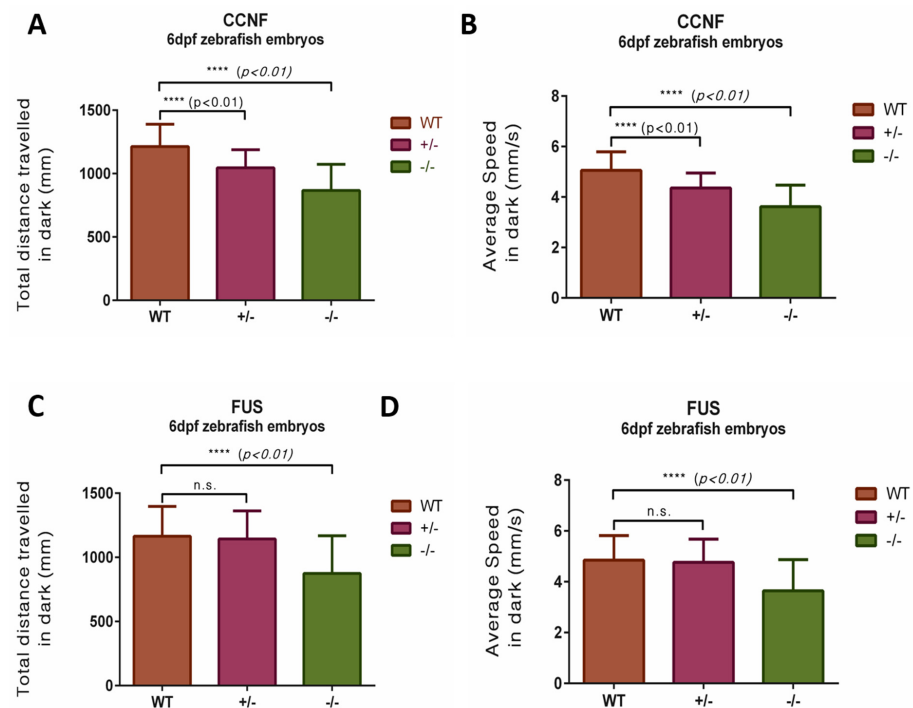 A
CCNF
6dpf zebrafish embryos
**** (p<0.01)
**** (p<0.01)
Total distance travelled
in dark (mm)
1500
1000
500
0
WT
+/-
-/-
WT
+/-
-/-
B
CCNF
6dpf zebrafish embryos
**** (p<0.01)
**** (p<0.01)
Average Speed
in dark (mm/s)
8
6
4
2
0
WT
+/-
-/-
WT
+/-
-/-
C
FUS
6dpf zebrafish embryos
**** (p<0.01)
n.s.
Total distance travelled
in dark (mm)
1500
1000
500
0
WT
+/-
-/-
WT
+/-
-/-
D
FUS
6dpf zebrafish embryos
**** (p<0.01)
n.s.
Average Speed
in dark (mm/s)
8
6
4
2
0
WT
+/-
-/-
WT
+/-
-/-